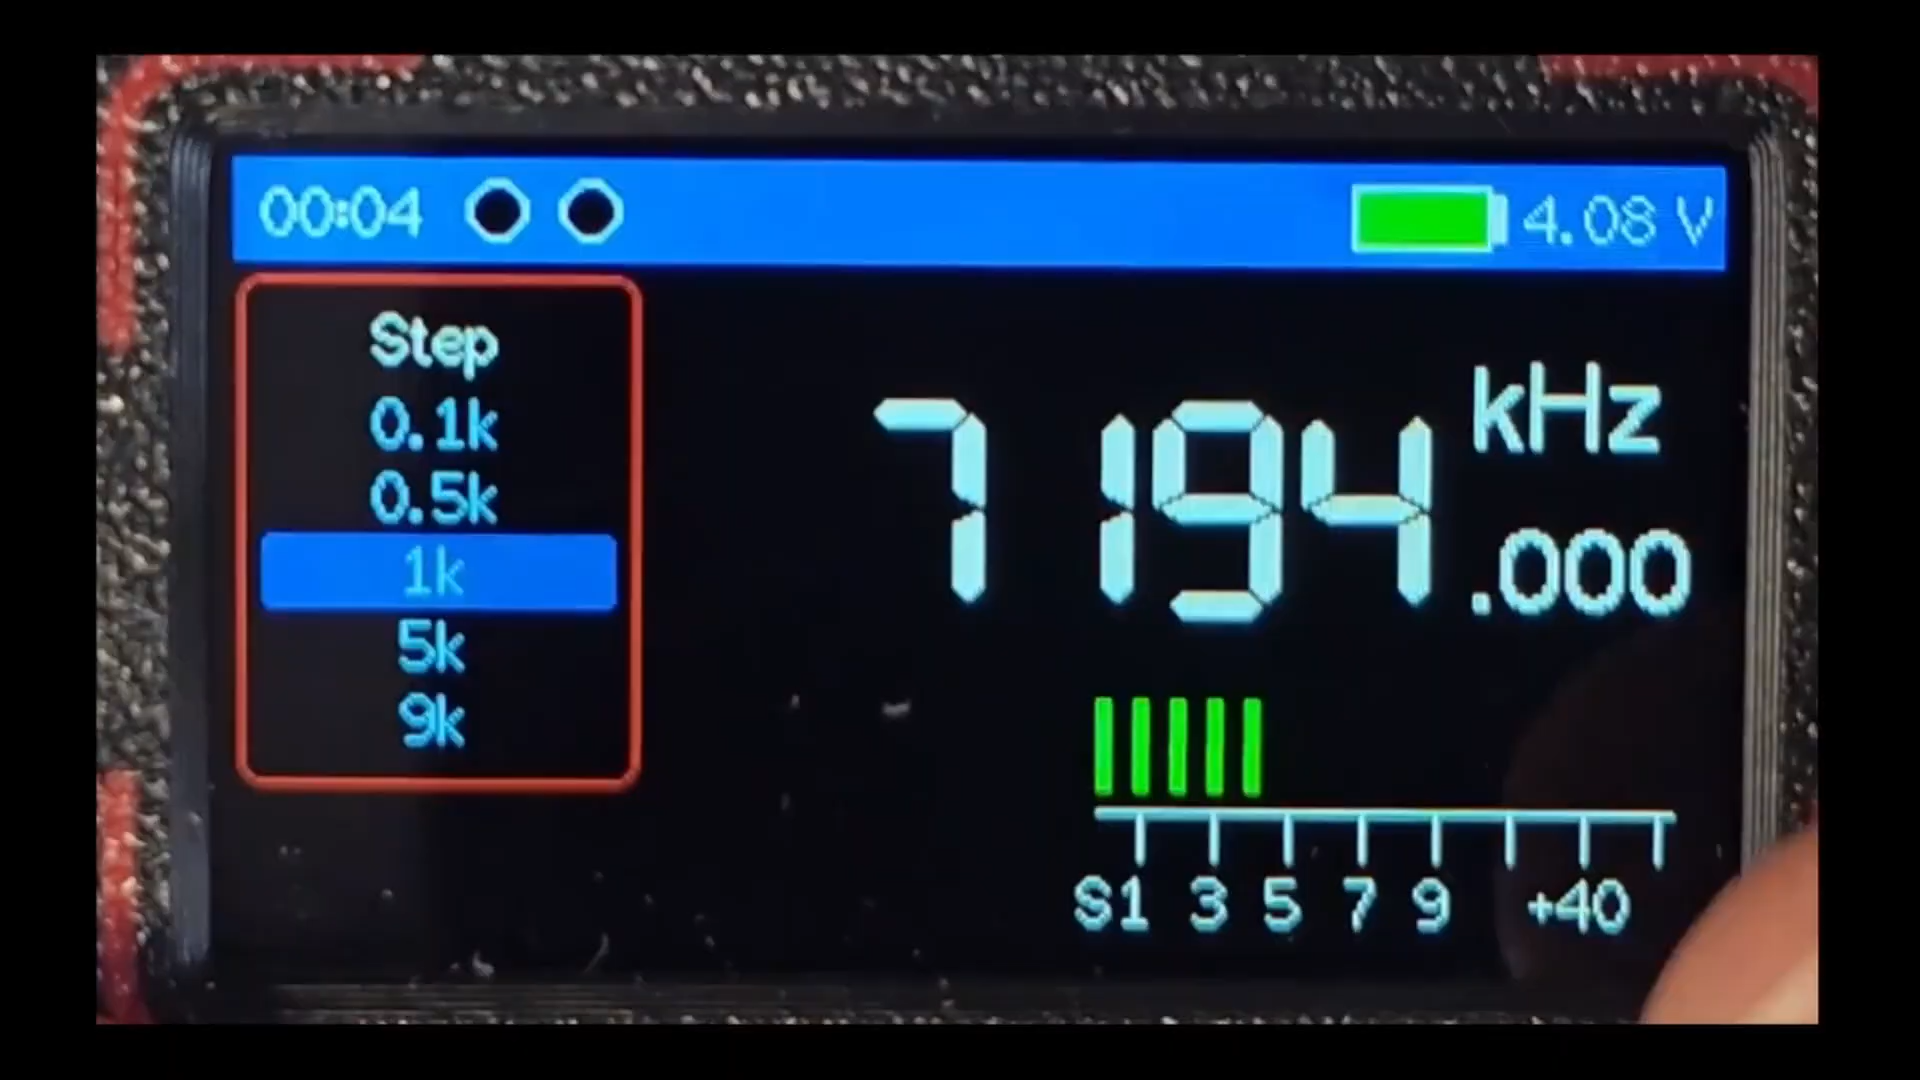 00:04 4.08 V
Step
0.1k
0.5k
1k
5k
9k
7194.000 kHz
S1 3 5 7 9 +40